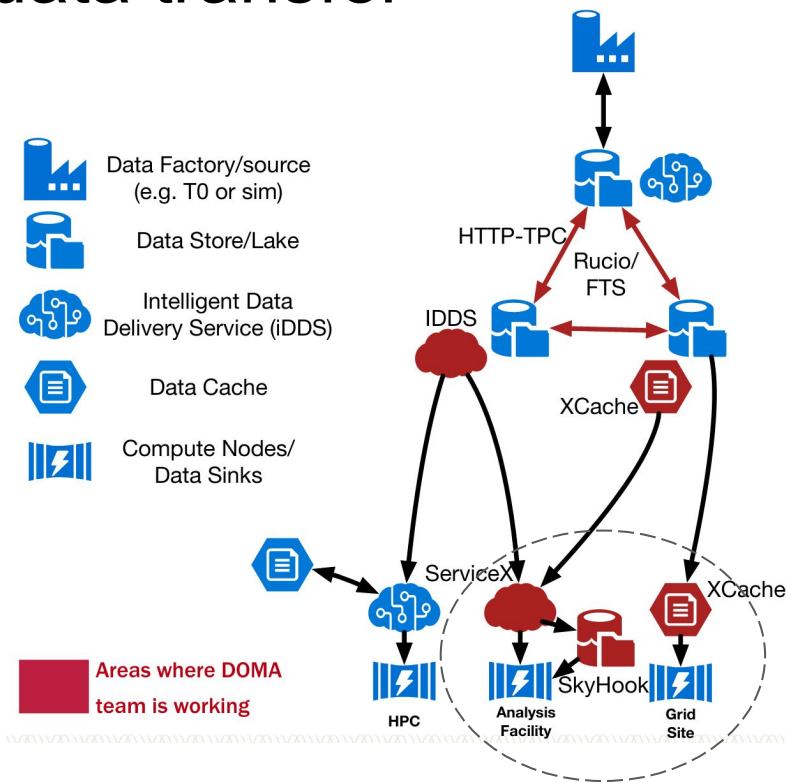 data transfer
Data Factory/source
(e.g. T0 or sim)
Data Store/Lake
Intelligent Data
Delivery Service (iDDS)
Data Cache
Compute Nodes/
Data Sinks
HTTP-TPC
Rucio/
FTS
IDDS
XCache
ServiceX
XCache
SkyHook
HPC
Analysis
Facility
Grid
Site
Areas where DOMA
team is working